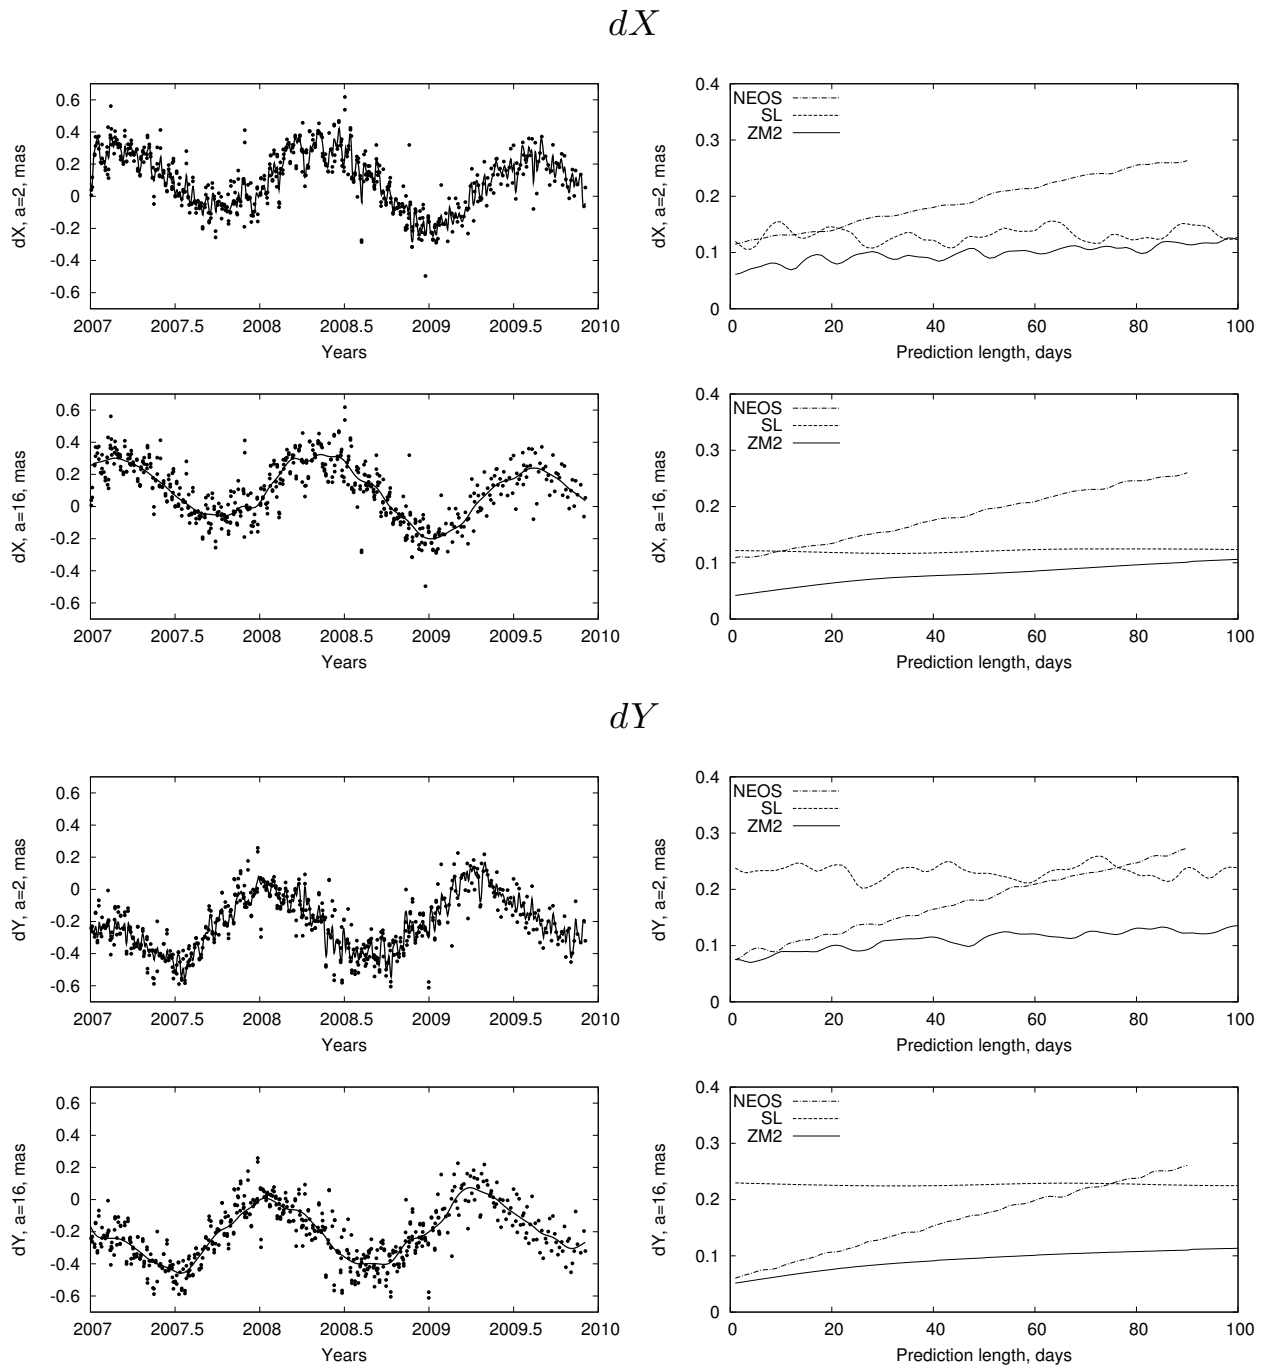 dX
dX, a=2, mas
0.6
0.4
0.2
0
-0.2
-0.4
-0.6
2007 2007.5 2008 2008.5 2009 2009.5 2010
Years
dX, a=2, mas
0.4
0.3
0.2
0.1
0
NEOS
SL
ZM2
0 20 40 60 80 100
Prediction length, days
dX, a=16, mas
0.6
0.4
0.2
0
-0.2
-0.4
-0.6
2007 2007.5 2008 2008.5 2009 2009.5 2010
Years
dX, a=16, mas
0.4
0.3
0.2
0.1
0
NEOS
SL
ZM2
0 20 40 60 80 100
Prediction length, days
dY
dY, a=2, mas
0.6
0.4
0.2
0
-0.2
-0.4
-0.6
2007 2007.5 2008 2008.5 2009 2009.5 2010
Years
dY, a=2, mas
0.4
0.3
0.2
0.1
0
NEOS
SL
ZM2
0 20 40 60 80 100
Prediction length, days
dY, a=16, mas
0.6
0.4
0.2
0
-0.2
-0.4
-0.6
2007 2007.5 2008 2008.5 2009 2009.5 2010
Years
dY, a=16, mas
0.4
0.3
0.2
0.1
0
NEOS
SL
ZM2
0 20 40 60 80 100
Prediction length, days